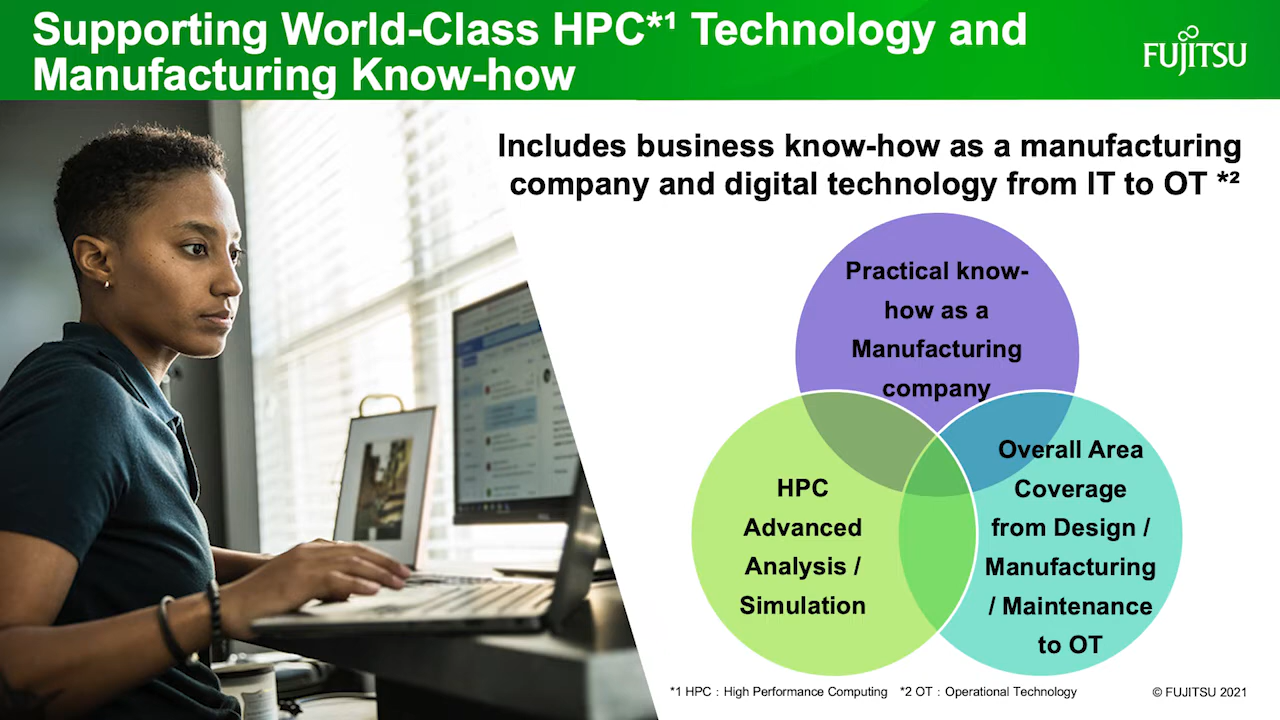 Supporting World-Class HPC*¹ Technology and
Manufacturing Know-how
FUJITSU
Includes business know-how as a manufacturing
company and digital technology from IT to OT *²
Practical know-
how as a
Manufacturing
company
HPC
Advanced
Analysis /
Simulation
Overall Area
Coverage
from Design /
Manufacturing
/ Maintenance
to OT
*1 HPC：High Performance Computing *2 OT：Operational Technology
© FUJITSU 2021